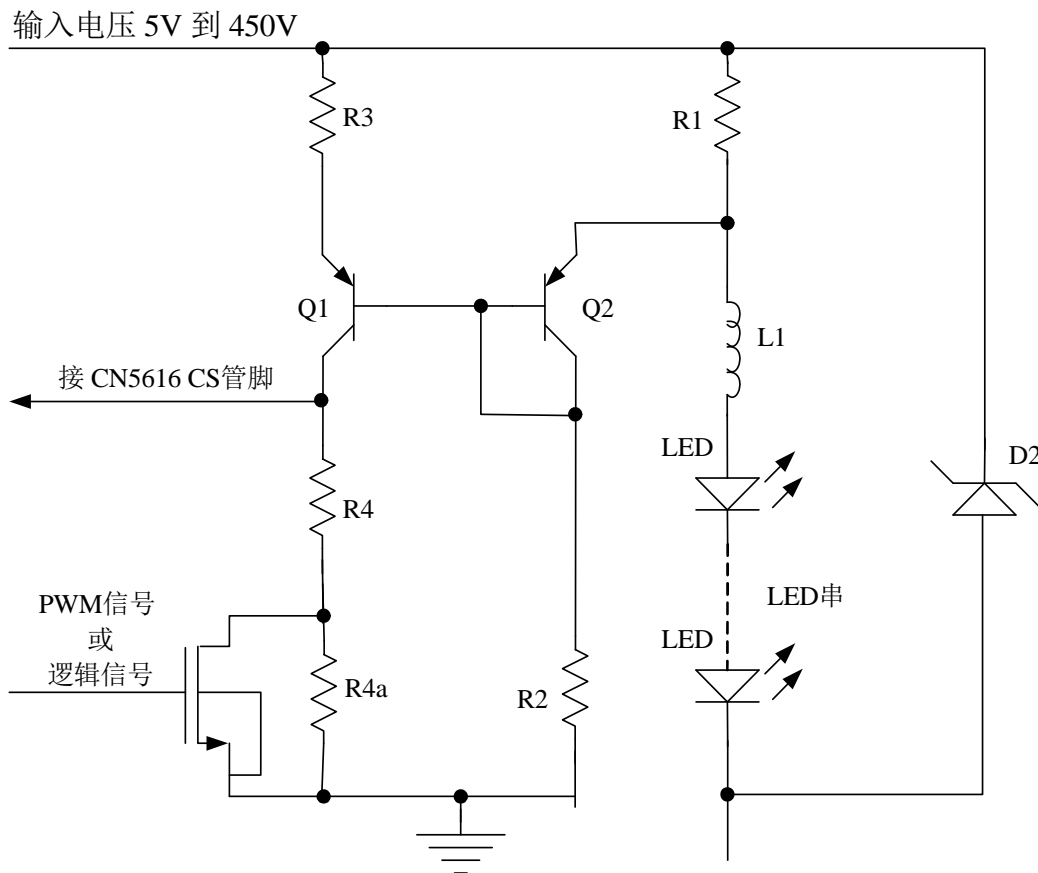 输入电压 5V 到 450V
R3
R1
Q1
Q2
L1
接 CN5616 CS管脚
LED
D2
R4
PWM信号
或
逻辑信号
LED串
LED
R4a
R2